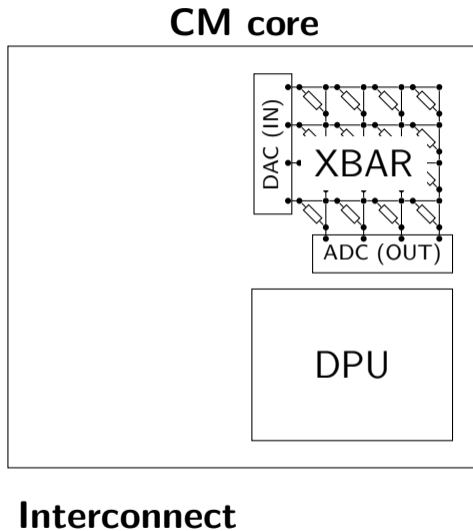 CM core
DAC (IN)
XBAR
ADC (OUT)
DPU
Interconnect